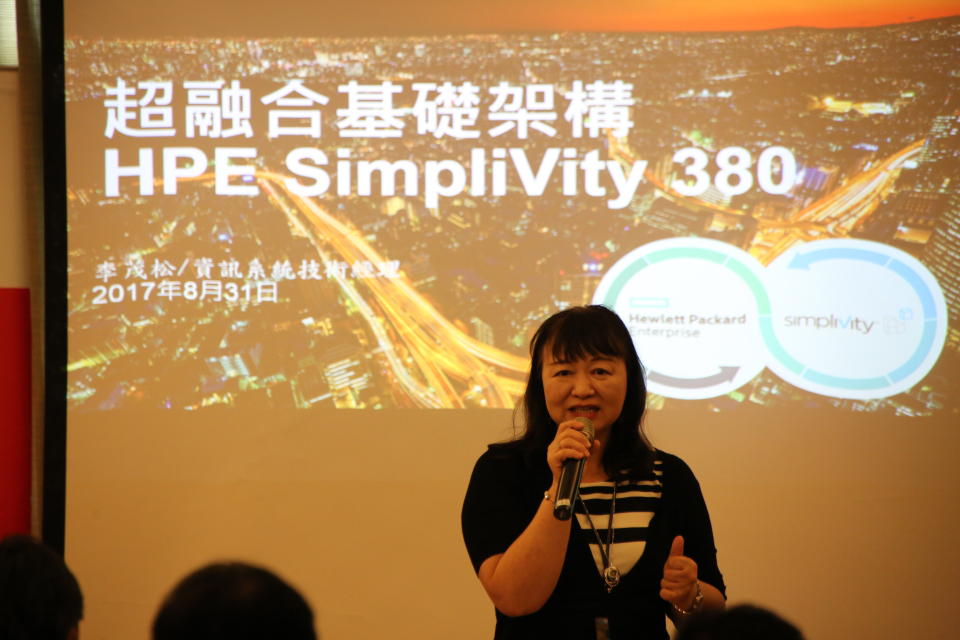 超融合基礎架構
HPE SimpliVity 380
李茂松/資訊系統技術經理
2017年8月31日
Hewlett Packard
Enterprise
simplivity